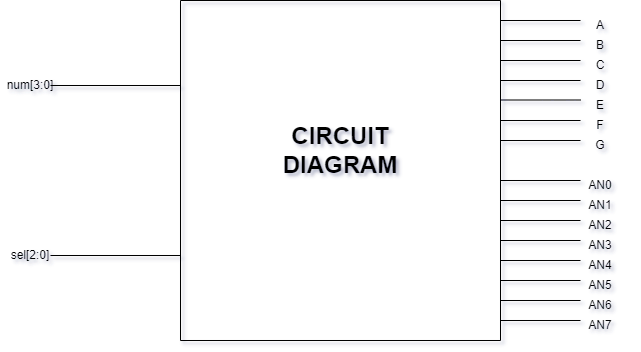 num[3:0]
sel[2:0]
CIRCUIT
DIAGRAM
A
B
C
D
E
F
G
AN0
AN1
AN2
AN3
AN4
AN5
AN6
AN7